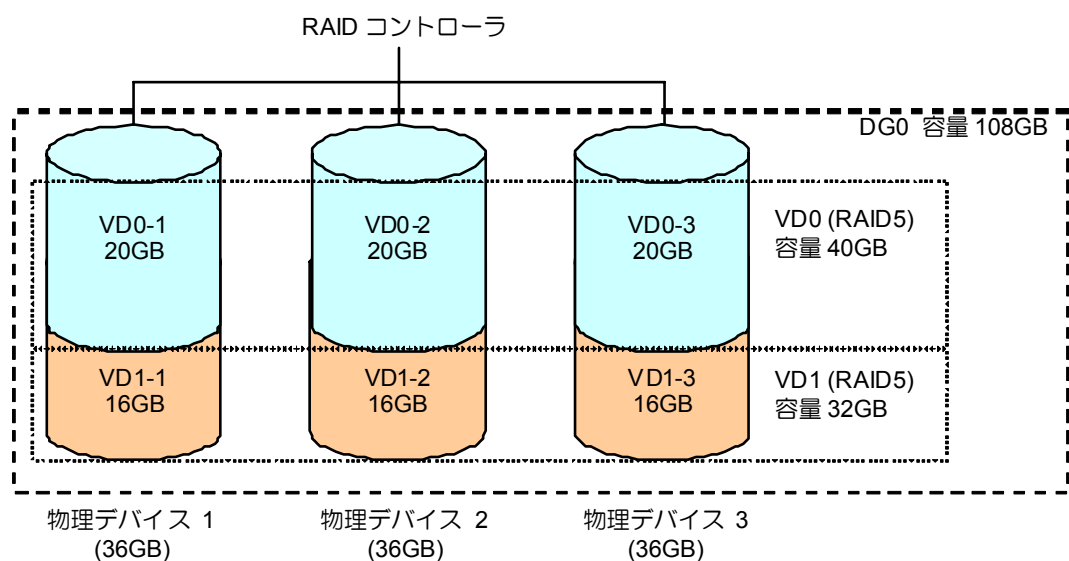 RAID コントローラ
DG0 容量 108GB
VD0-1
20GB
VD0-2
20GB
VD0-3
20GB
VD0 (RAID5)
容量 40GB
VD1-1
16GB
VD1-2
16GB
VD1-3
16GB
VD1 (RAID5)
容量 32GB
物理デバイス 1
(36GB)
物理デバイス 2
(36GB)
物理デバイス 3
(36GB)